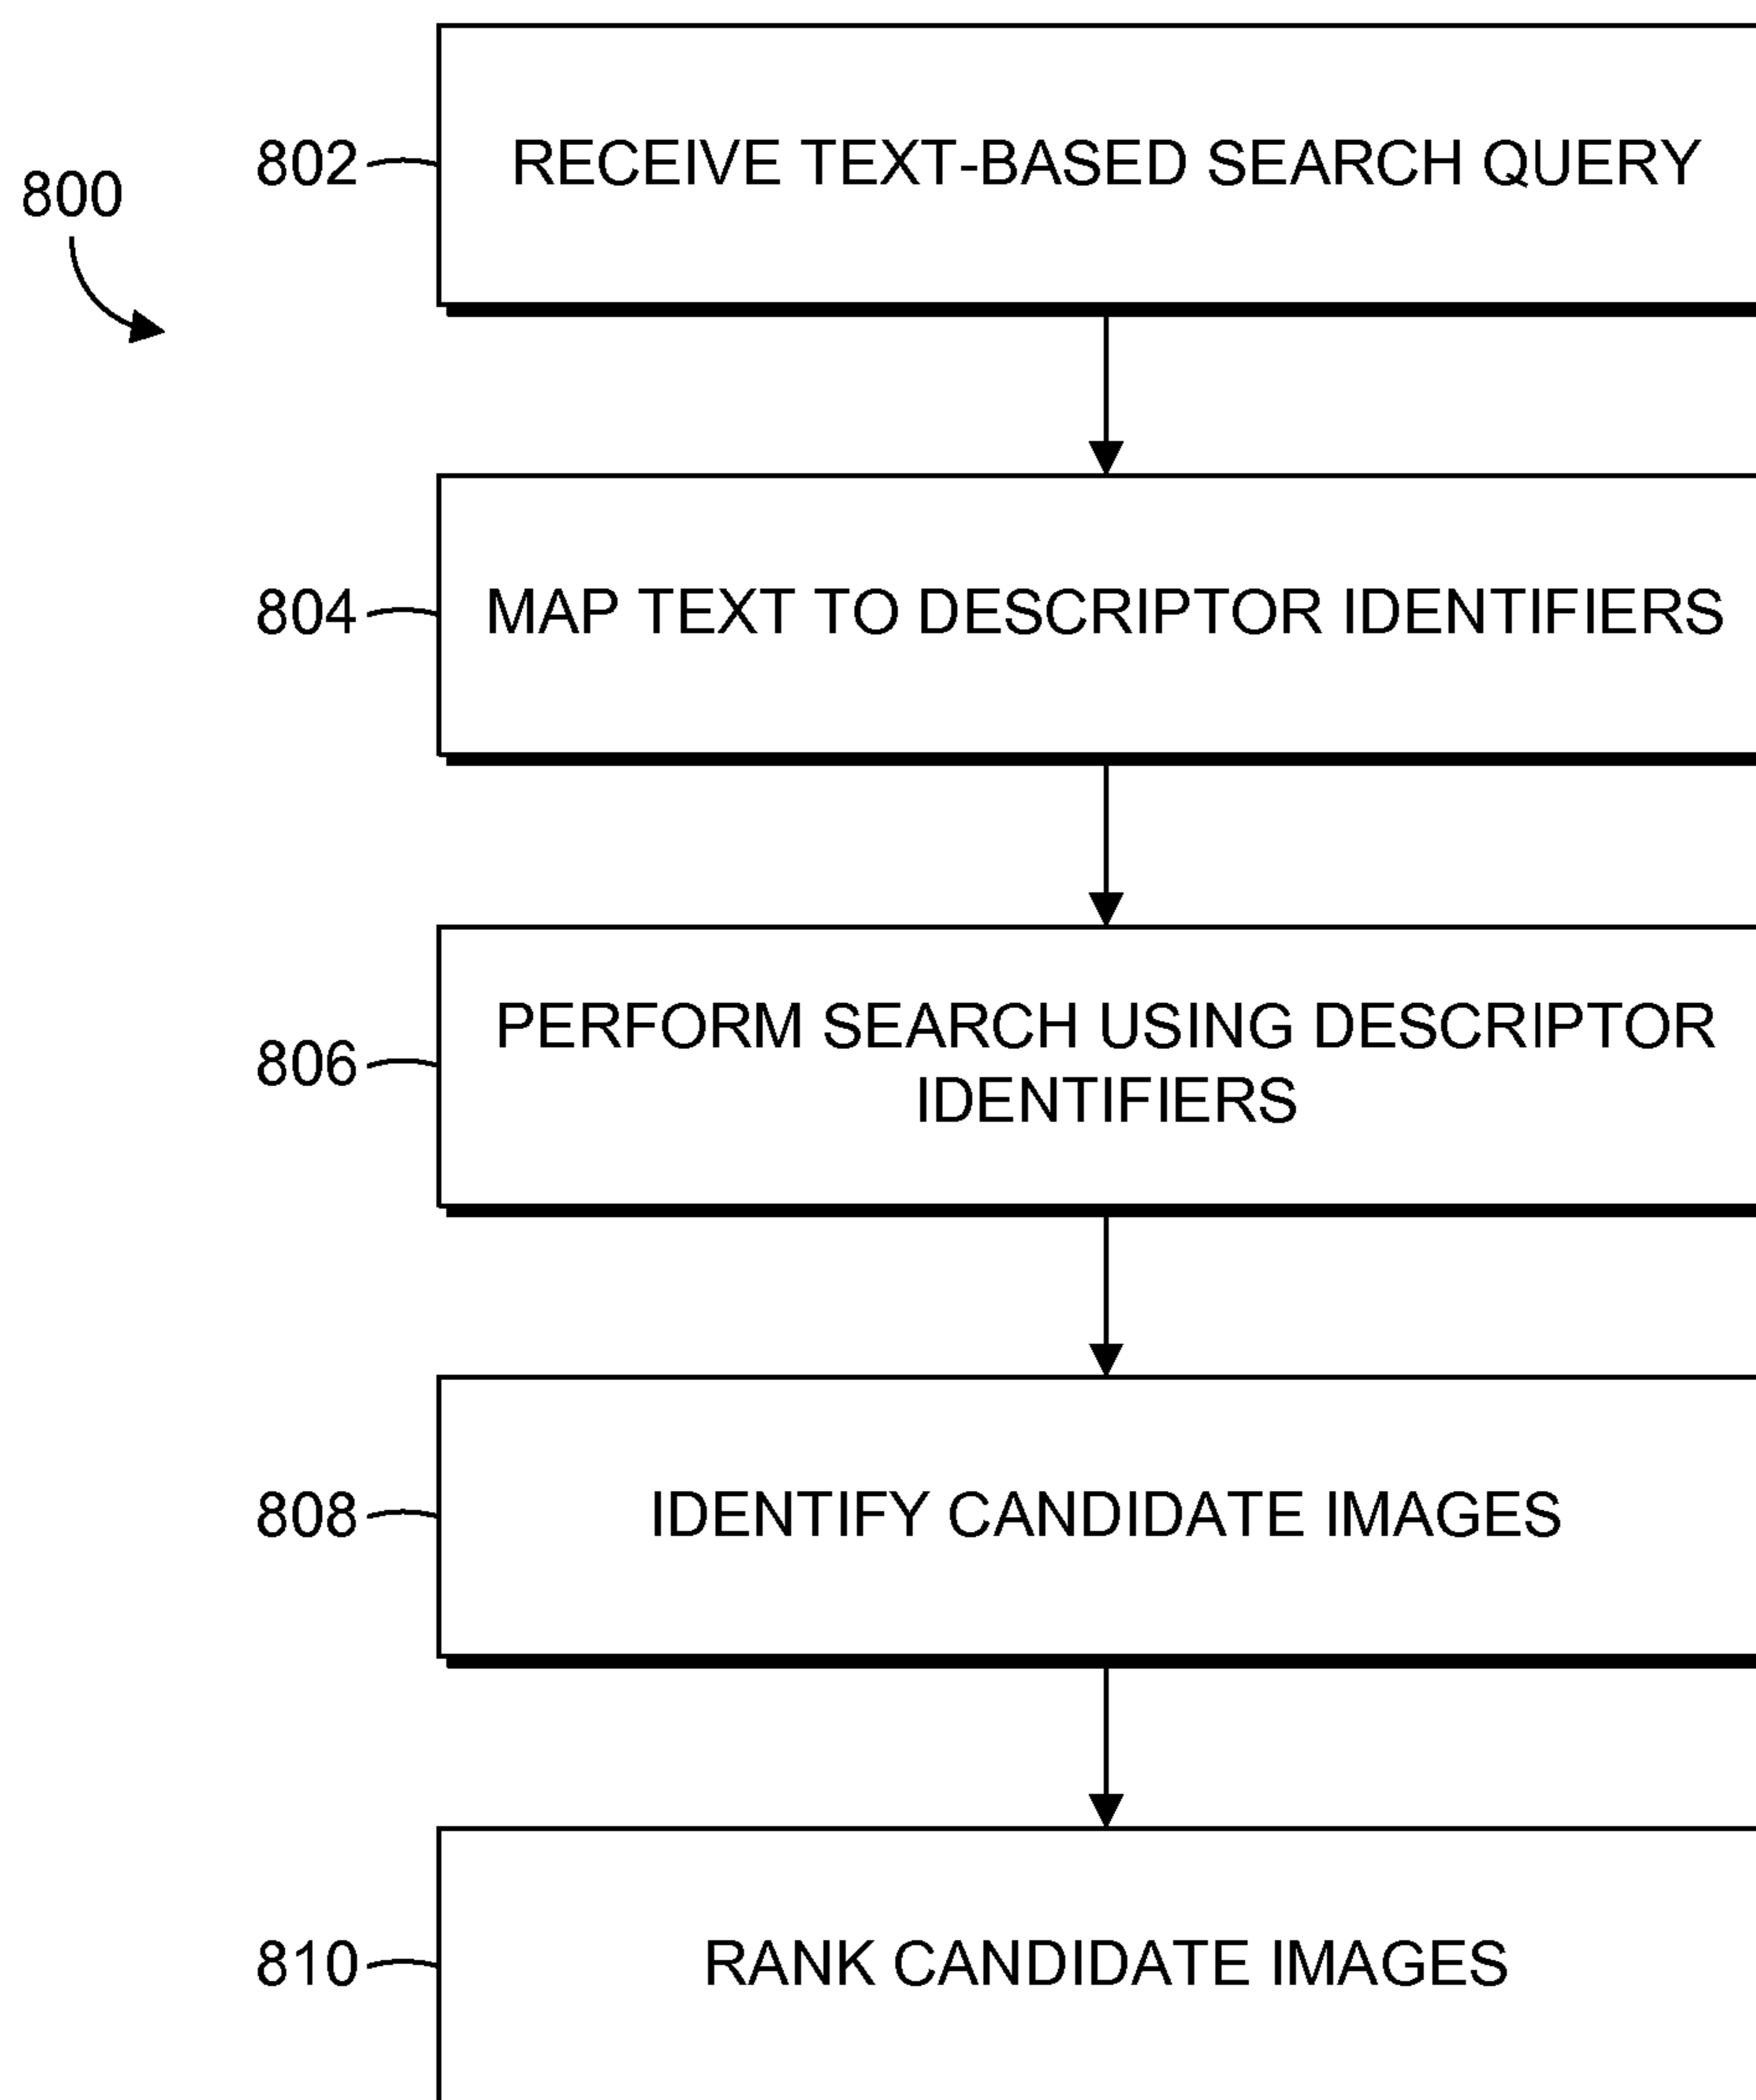 800
802
RECEIVE TEXT-BASED SEARCH QUERY
804
MAP TEXT TO DESCRIPTOR IDENTIFIERS
806
PERFORM SEARCH USING DESCRIPTOR
IDENTIFIERS
808
IDENTIFY CANDIDATE IMAGES
810
RANK CANDIDATE IMAGES